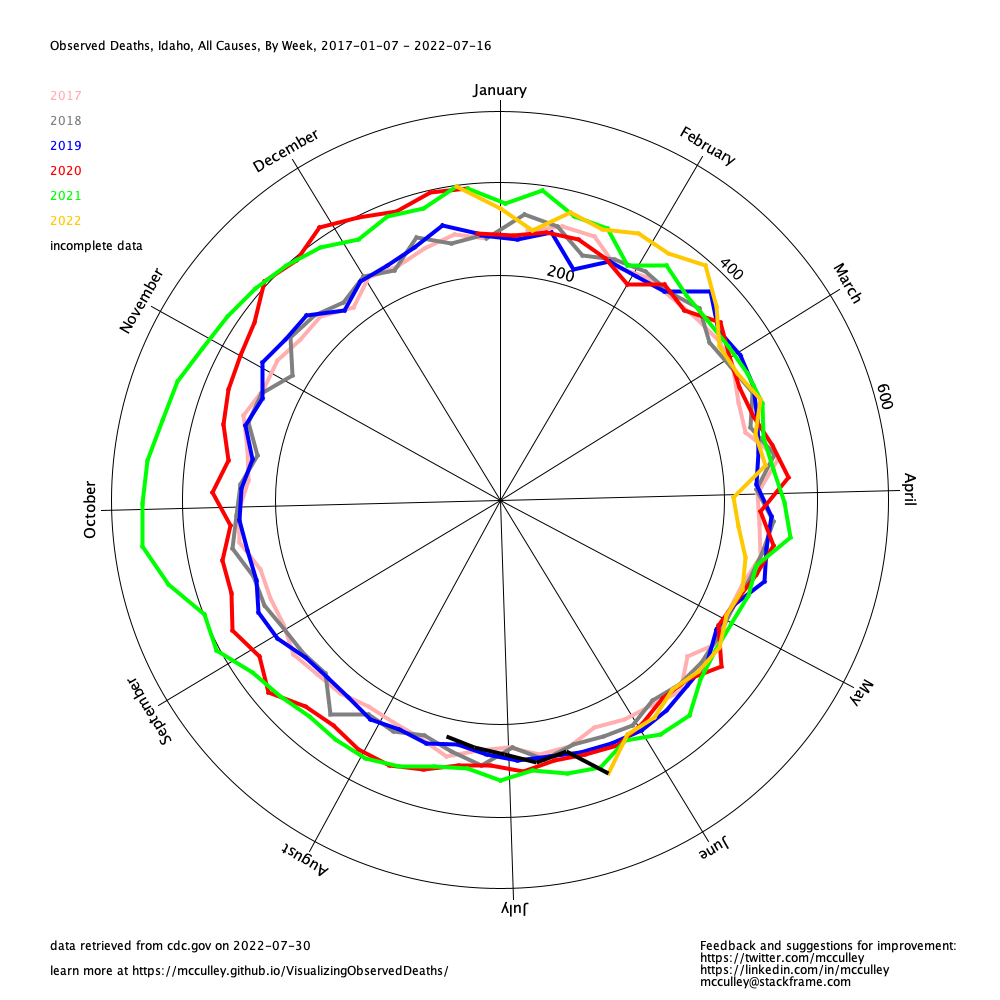 Observed Deaths, Idaho, All Causes, By Week, 2017-01-07 - 2022-07-16
January
2017
2018
2019
2020
2021
2022
incomplete data
December
February
November
March
200
400
600
October
April
September
May
August
June
July
data retrieved from cdc.gov on 2022-07-30
learn more at https://mcculley.github.io/VisualizingObservedDeaths/
Feedback and suggestions for improvement:
https://twitter.com/mcculley
https://linkedin.com/in/mcculley
mcculley@stackframe.com